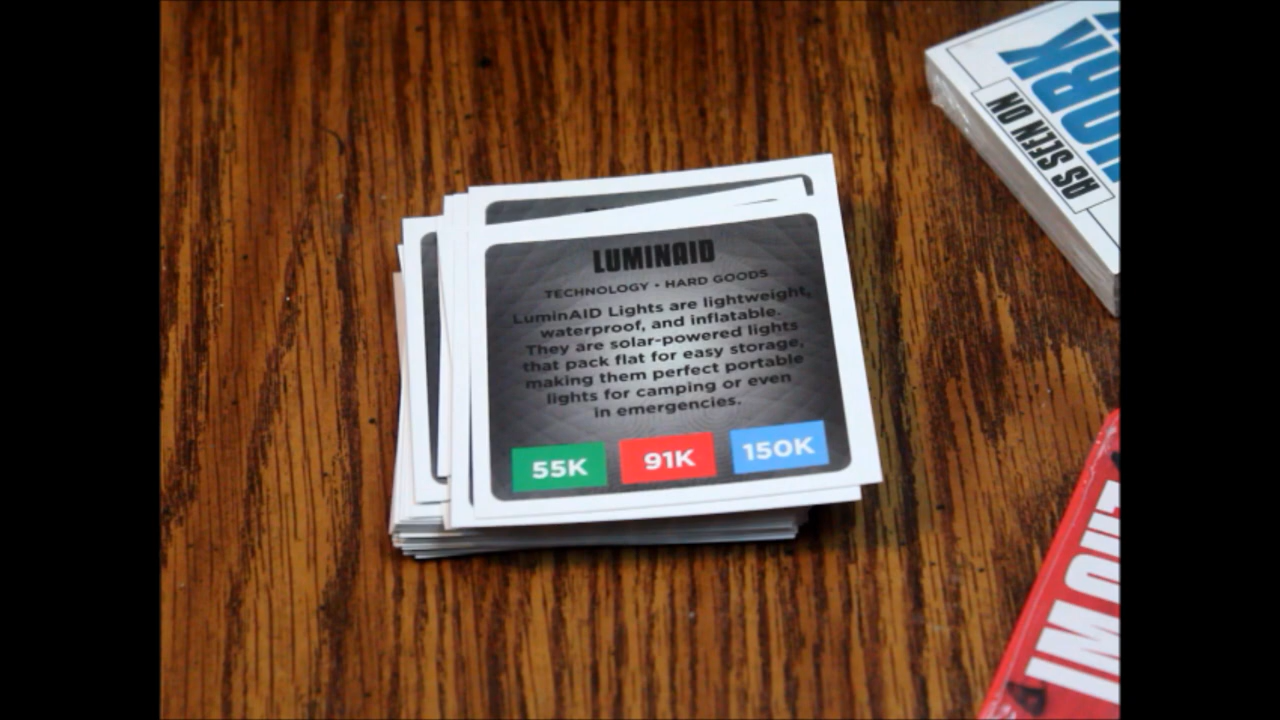 LUMINAID
TECHNOLOGY • HARD GOODS
LuminAID Lights are lightweight,
waterproof, and inflatable.
They are solar-powered lights
that pack flat for easy storage,
making them perfect portable
lights for camping or even
in emergencies.
55K 91K 150K
AS SEEN ON
I'M OUT